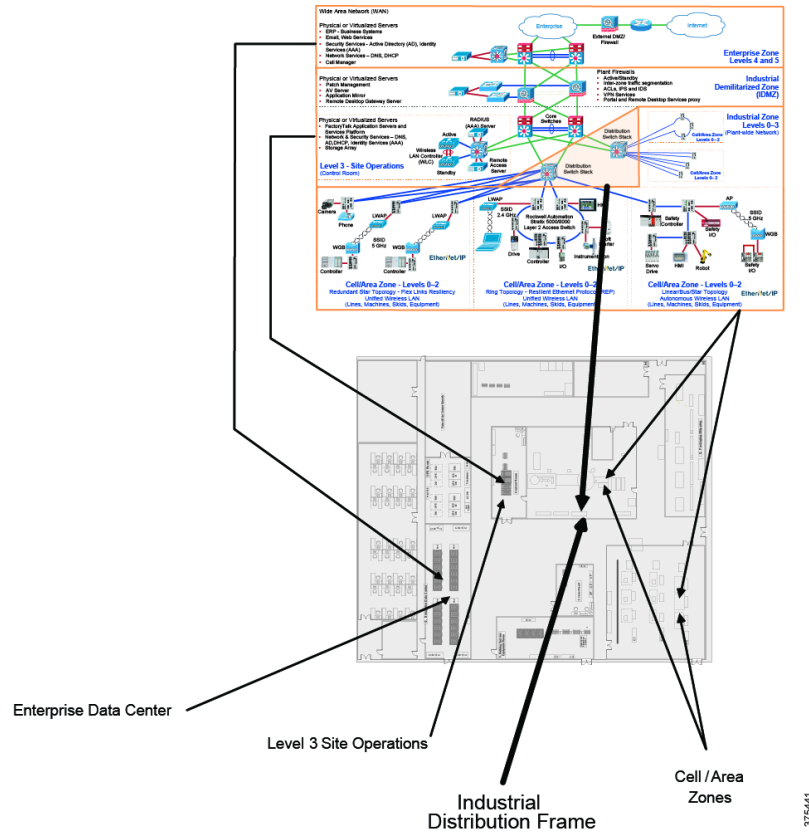 Wide Area Network (WAN)
Physical or Virtualized Servers
• ERP - Business Systems
• Email, Web Services
• Security Services - Active Directory (AD), Identity
Services (AAA)
• Network Services – DNS, DHCP
• Call Manager
Enterprise
External DMZ/
Firewall
Internet
Enterprise Zone
Levels 4 and 5
Physical or Virtualized Servers
• Patch Management
• AV Server
• Application Mirror
• Remote Desktop Gateway Server
Plant Firewalls
• Active/Standby
• Inter-zone traffic segmentation
• ACLs, IPS and IDS
• VPN Services
• Portal and Remote Desktop Services proxy
Industrial
Demilitarized Zone
(IDMZ)
Physical or Virtualized Servers
• FactoryTalk Application Servers and
Services Platform
• Network & Security Services – DNS,
AD, DHCP, Identity Services (AAA)
• Storage Array
Level 3 - Site Operations
(Control Room)
RADIUS
(AAA) Server
Active
Wireless
LAN Controller
(WLC)
Standby
Remote
Access
Server
Core
Switches
Distribution
Switch Stack
Distribution
Switch Stack
Industrial Zone
Levels 0–3
(Plant-wide Network)
Cell/Area Zone
Levels 0–2
Cell/Area Zone
Levels 0–2
Camera
Phone
LWAP
LWAP
SSID
5 GHz
WGB
WGB
Controller
Controller
EtherNet/IP
Cell/Area Zone - Levels 0–2
Redundant Star Topology - Flex Links Resiliency
Unified Wireless LAN
(Lines, Machines, Skids, Equipment)
LWAP
SSID
2.4 GHz
Rockwell Automation
Stratix 5000/8000
Layer 2 Access Switch
Drive
Controller
I/O
Instrumentation
EtherNet/IP
Cell/Area Zone - Levels 0–2
Ring Topology - Resilient Ethernet Protocol (REP)
Unified Wireless LAN
(Lines, Machines, Skids, Equipment)
AP
SSID
5 GHz
WGB
Safety
Controller
Safety
I/O
Servo
Drive
HMI
Robot
Safety
I/O
EtherNet/IP
Cell/Area Zone - Levels 0–2
Linear/Bus/Star Topology
Autonomous Wireless LAN
(Lines, Machines, Skids, Equipment)
Enterprise Data Center
Level 3 Site Operations
Industrial
Distribution Frame
Cell / Area
Zones
375441